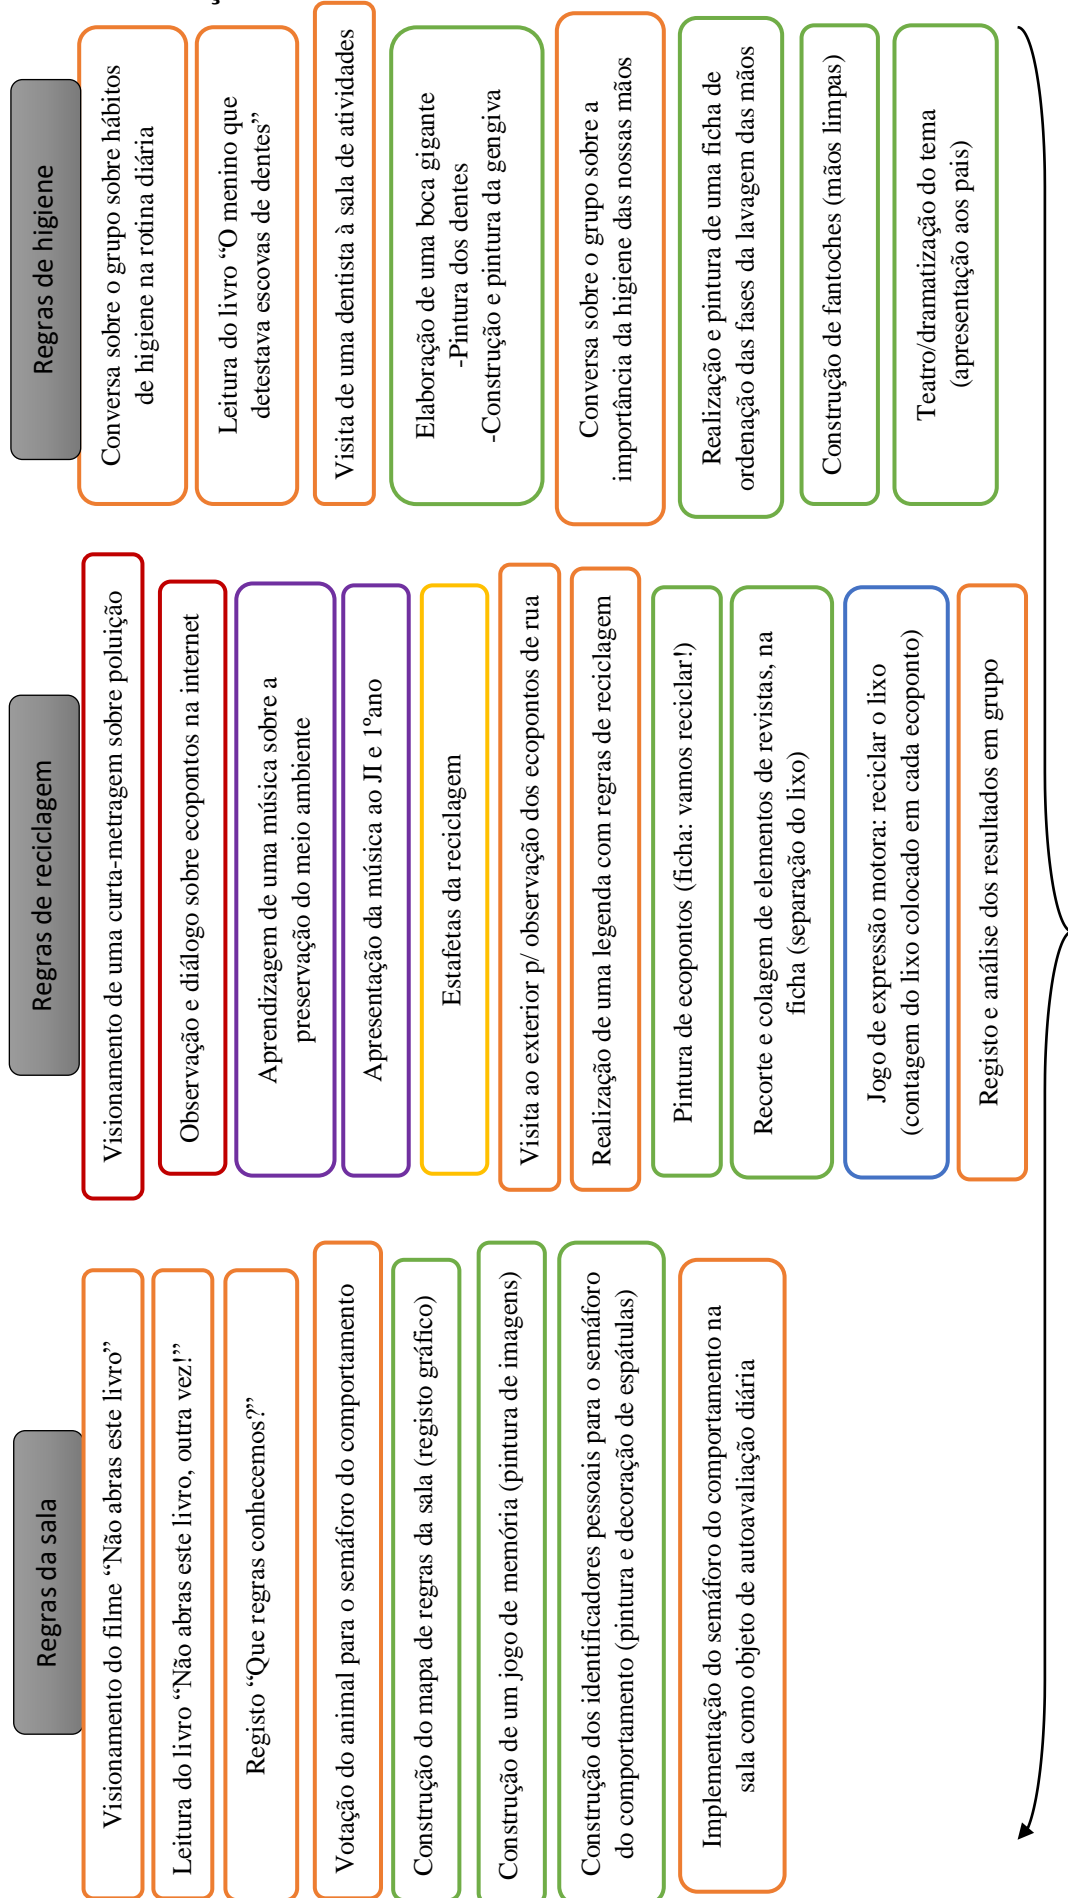 Regras da sala
Visionamento do filme “Não abras este livro”
Leitura do livro “Não abras este livro, outra vez!”
Registo “Que regras conhecemos?”
Votação do animal para o semáforo do comportamento
Construção do mapa de regras da sala (registo gráfico)
Construção de um jogo de memória (pintura de imagens)
Construção dos identificadores pessoais para o semáforo
do comportamento (pintura e decoração de espátulas)
Implementação do semáforo do comportamento na
sala como objeto de autoavaliação diária
Regras de reciclagem
Visionamento de uma curta-metragem sobre poluição
Observação e diálogo sobre ecopontos na internet
Aprendizagem de uma música sobre a
preservação do meio ambiente
Apresentação da música ao JI e 1ºano
Estafetas da reciclagem
Visita ao exterior p/ observação dos ecopontos de rua
Realização de uma legenda com regras de reciclagem
Pintura de ecopontos (ficha: vamos reciclar!)
Recorte e colagem de elementos de revistas, na
ficha (separação do lixo)
Jogo de expressão motora: reciclar o lixo
(contagem do lixo colocado em cada ecoponto)
Registo e análise dos resultados em grupo
Regras de higiene
Conversa sobre o grupo sobre hábitos
de higiene na rotina diária
Leitura do livro “O menino que
detestava escovas de dentes”
Visita de uma dentista à sala de atividades
Elaboração de uma boca gigante
-Pintura dos dentes
-Construção e pintura da gengiva
Conversa sobre o grupo sobre a
importância da higiene das nossas mãos
Realização e pintura de uma ficha de
ordenação das fases da lavagem das mãos
Construção de fantoches (mãos limpas)
Teatro/dramatização do tema
(apresentação aos pais)